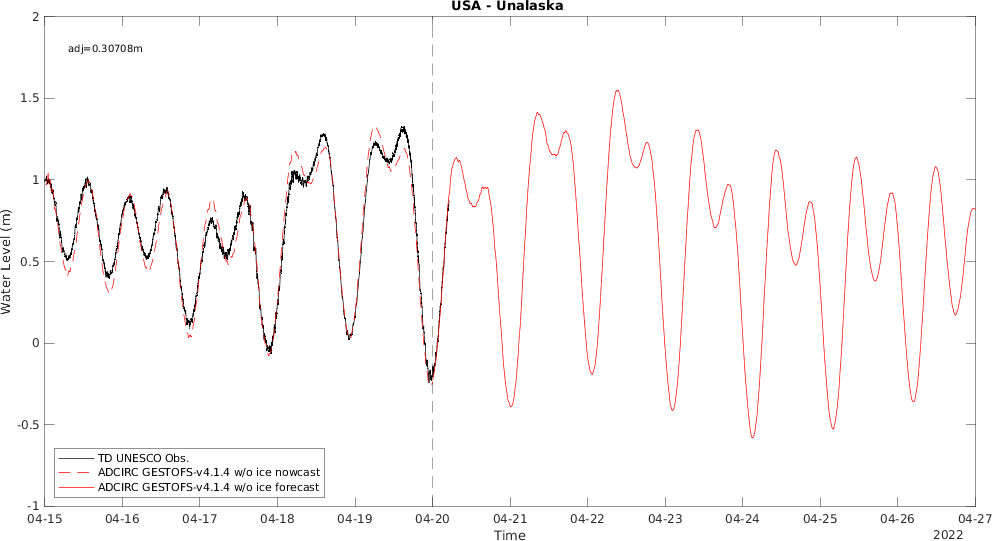 USA - Unalaska
adj=0.30708m
Water Level (m)
2
1.5
1
0.5
0
-0.5
-1
TD UNESCO Obs.
ADCIRC GESTOFS-v4.1.4 w/o ice nowcast
ADCIRC GESTOFS-v4.1.4 w/o ice forecast
04-15 04-16 04-17 04-18 04-19 04-20 04-21 04-22 04-23 04-24 04-25 04-26 04-27
Time
2022